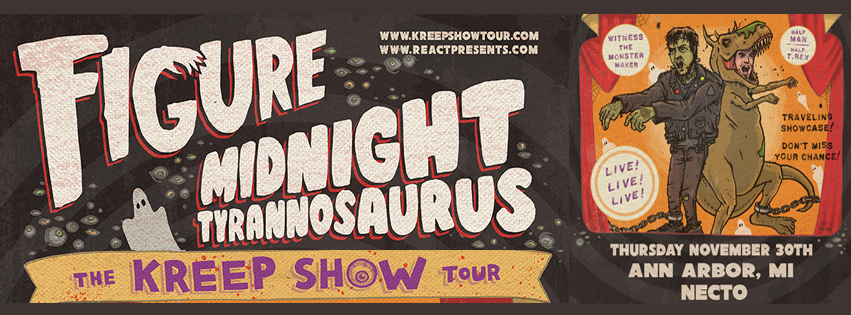 FIGURE
MIDNIGHT
TYRANNOSAURUS
THE KREEP SHOW TOUR
WWW.KREEPSHOWTOUR.COM
WWW.REACTPRESENTS.COM
WITNESS
THE
MONSTER
MAKER
HALF
MAN
HALF
T.REX
TRAVELING
SHOWCASE!
DON'T MISS
YOUR CHANCE!
LIVE!
LIVE!
LIVE!
THURSDAY NOVEMBER 30TH
ANN ARBOR, MI
NECTO